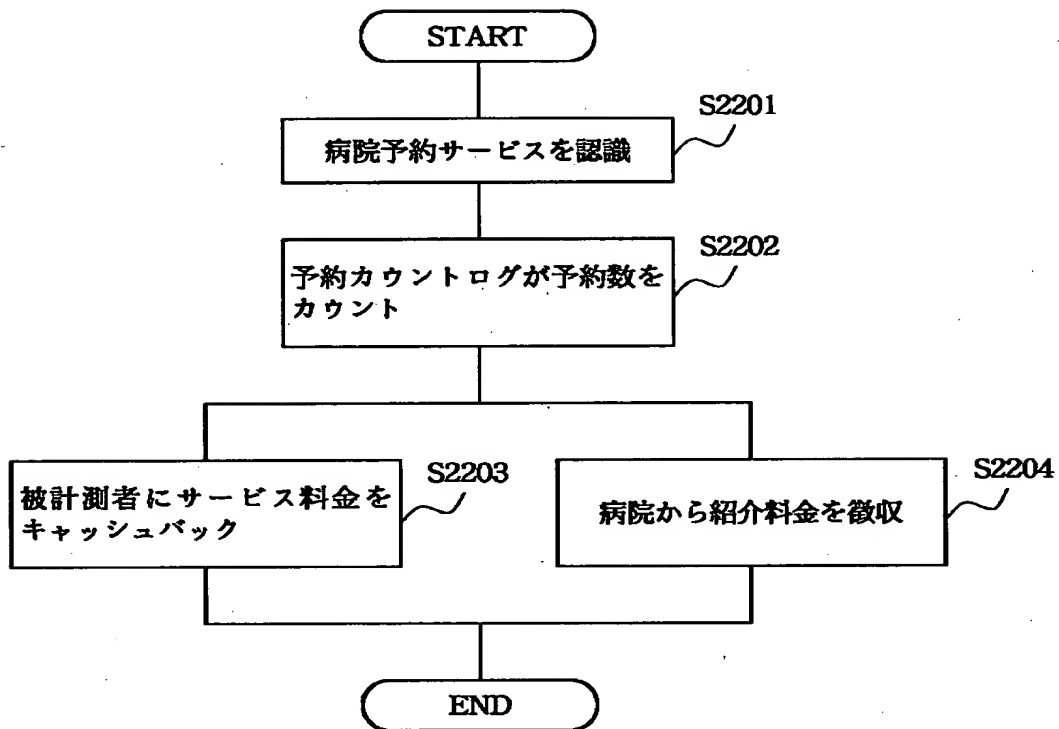 START
S2201
病院予約サービスを認識
S2202
予約カウントログが予約数を
カウント
S2203
被計測者にサービス料金を
キャッシュバック
S2204
病院から紹介料金を徴収
END